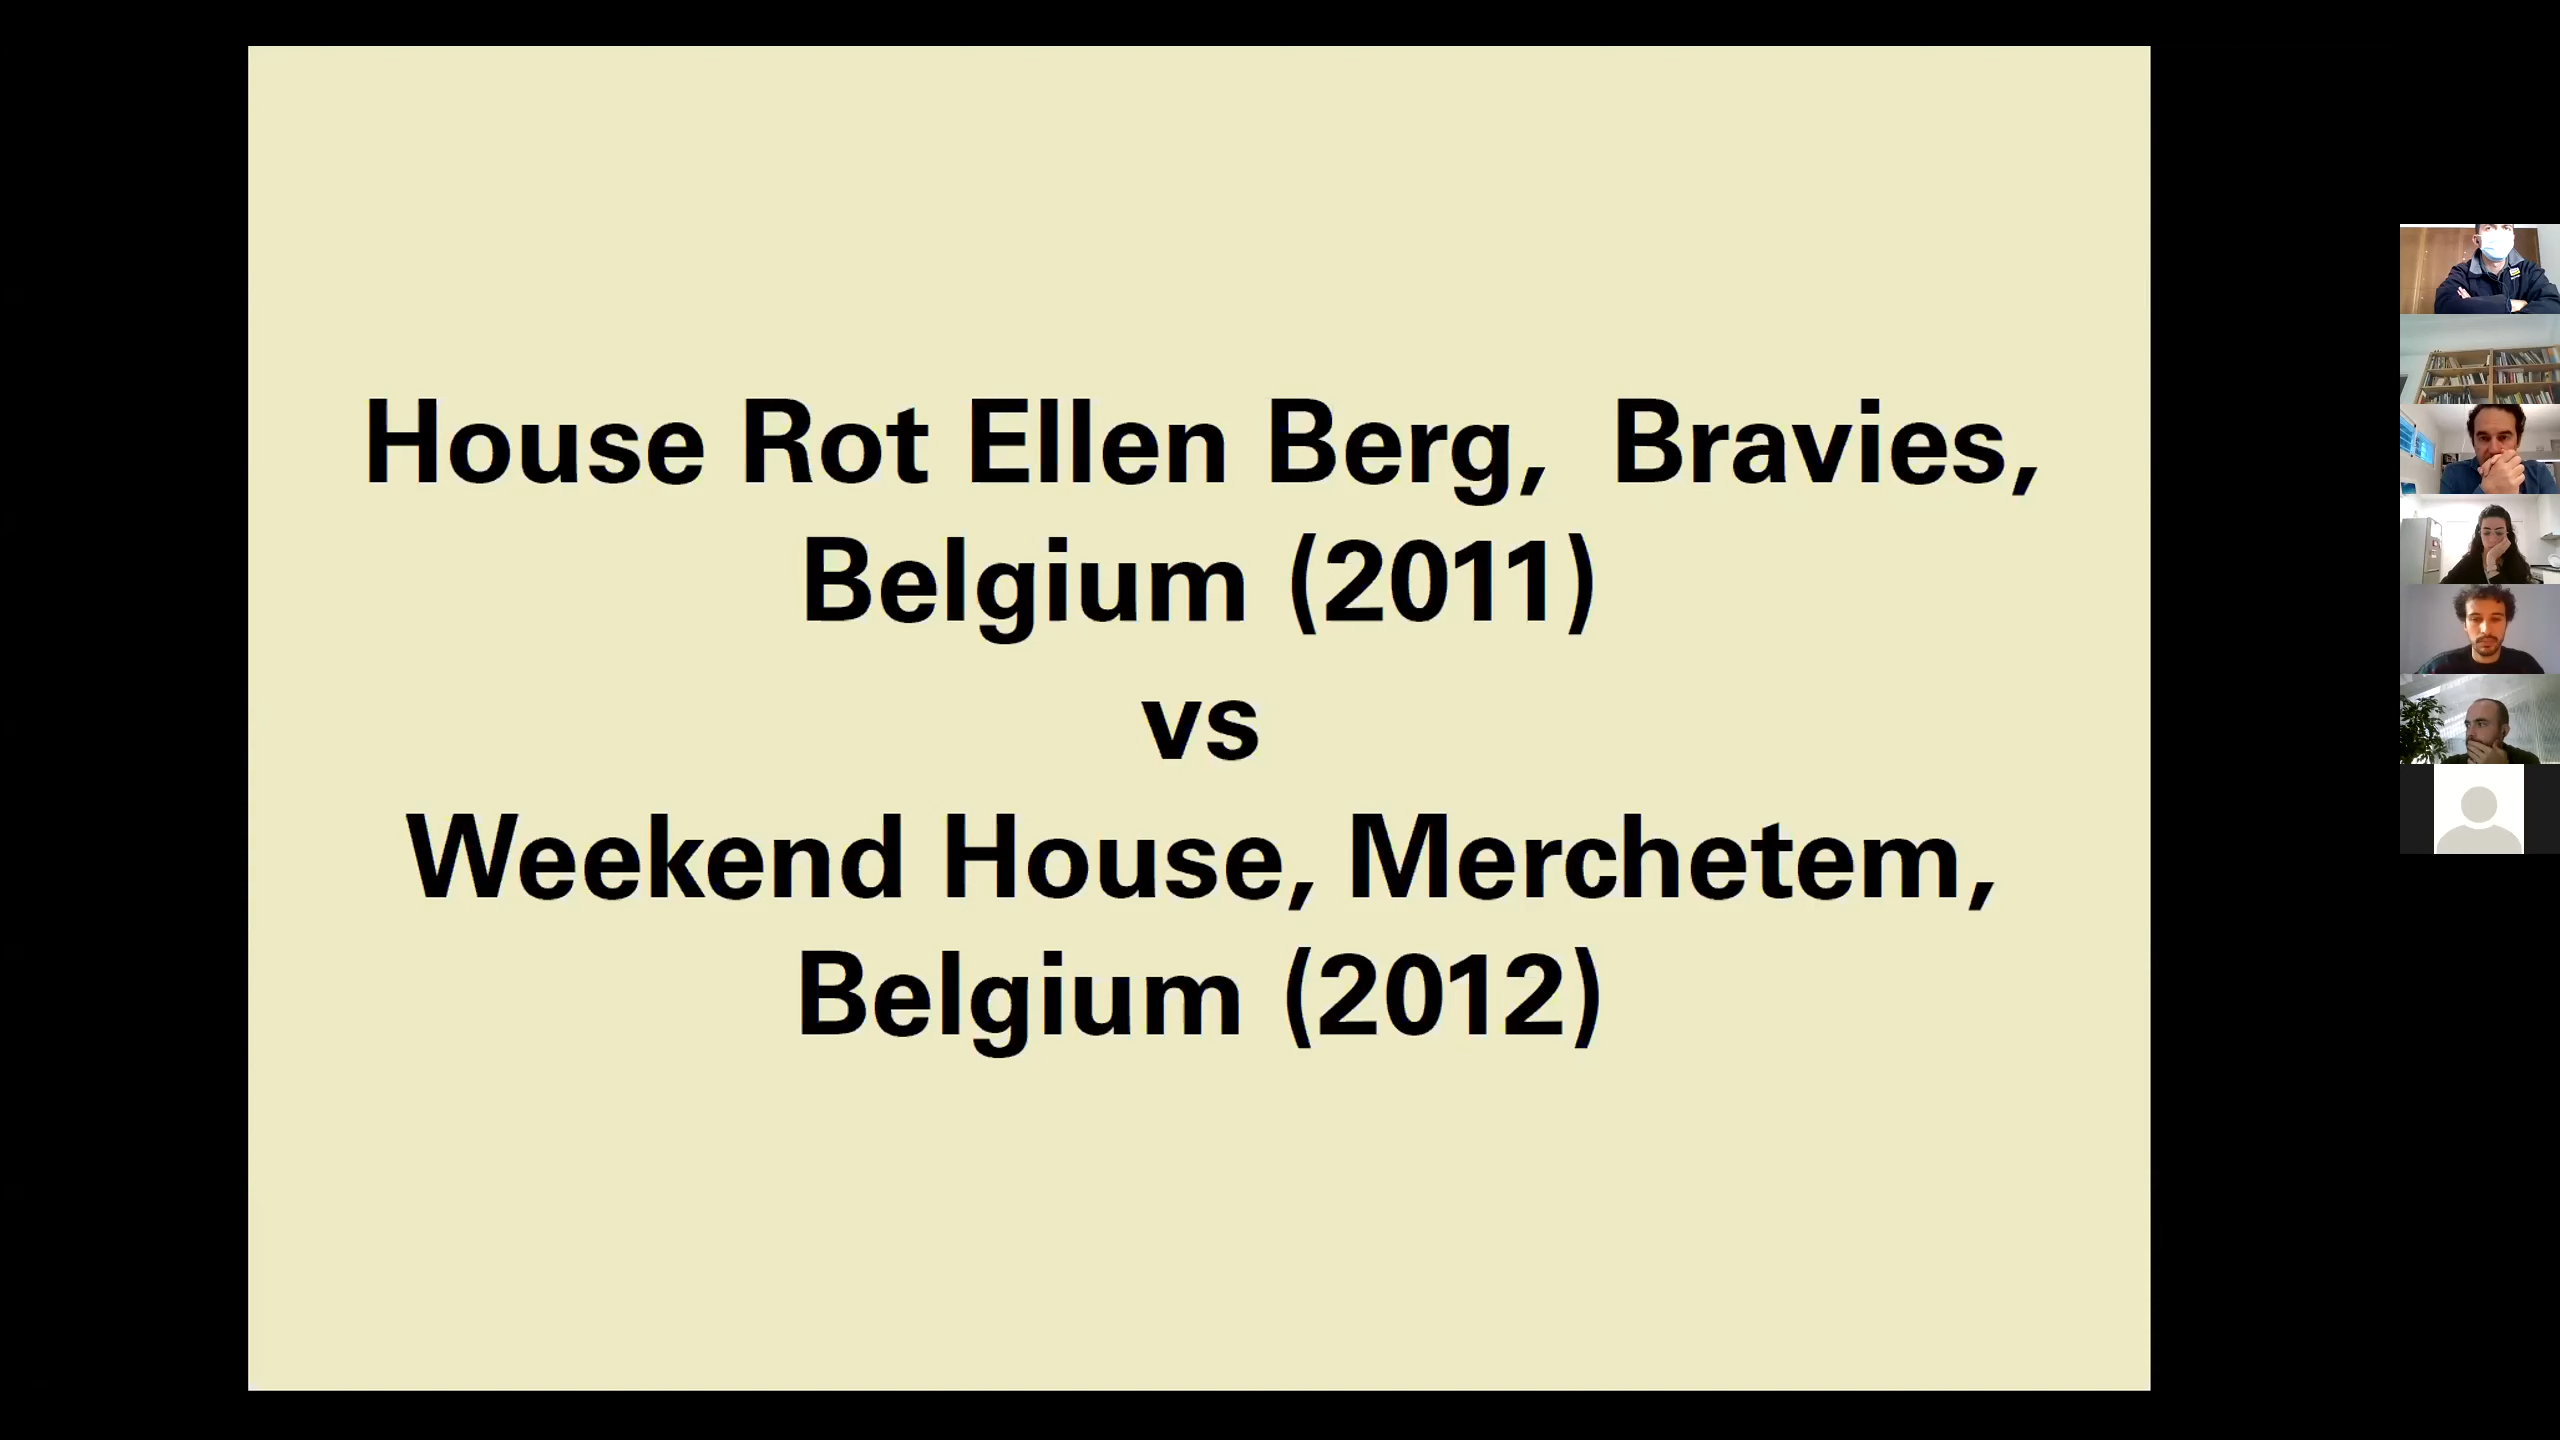 House Rot Ellen Berg,  Bravies,
Belgium (2011)
vs
Weekend House, Merchetem,
Belgium (2012)